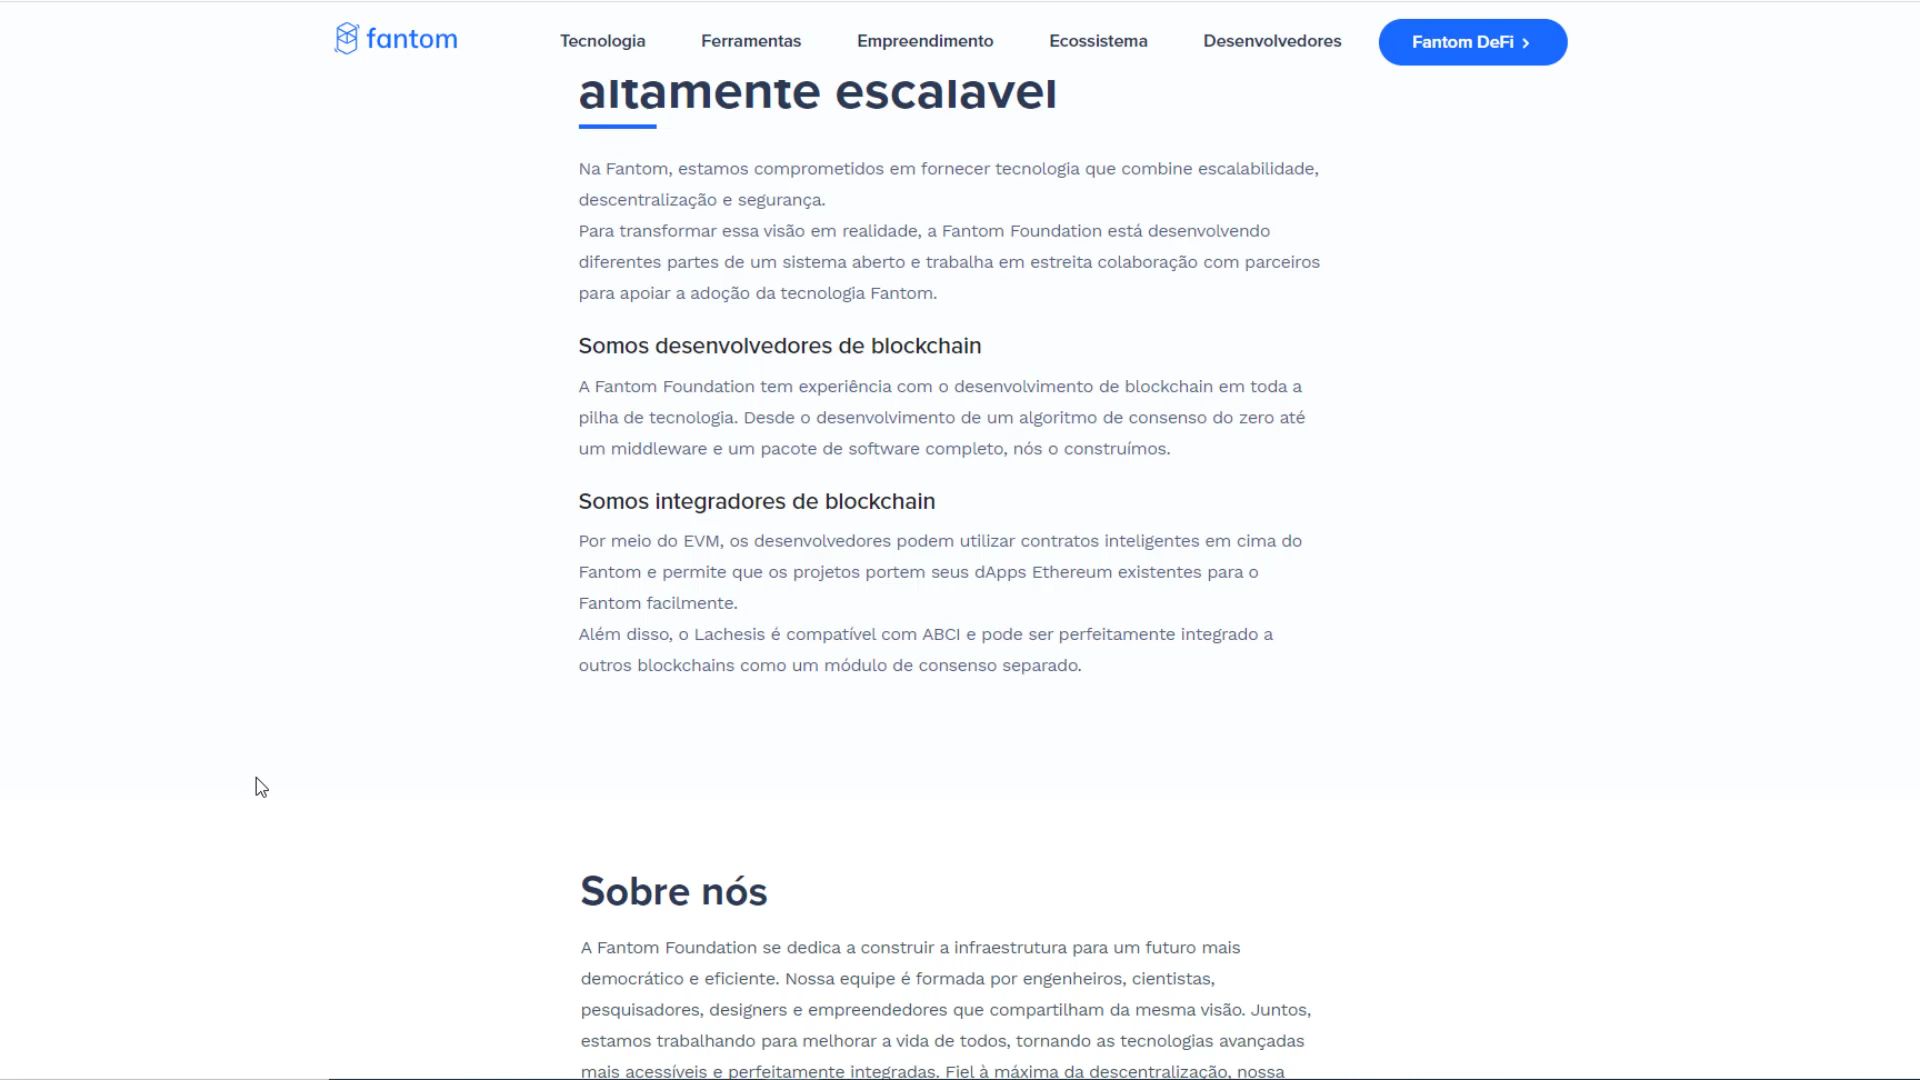 fantom
Tecnologia
Ferramentas
Empreendimento
Ecossistema
Desenvolvedores
Fantom DeFi
altamente escalável
Na Fantom, estamos comprometidos em fornecer tecnologia que combine escalabilidade,
descentralização e segurança.
Para transformar essa visão em realidade, a Fantom Foundation está desenvolvendo
diferentes partes de um sistema aberto e trabalha em estreita colaboração com parceiros
para apoiar a adoção da tecnologia Fantom.
Somos desenvolvedores de blockchain
A Fantom Foundation tem experiência com o desenvolvimento de blockchain em toda a
pilha de tecnologia. Desde o desenvolvimento de um algoritmo de consenso do zero até
um middleware e um pacote de software completo, nós o construímos.
Somos integradores de blockchain
Por meio do EVM, os desenvolvedores podem utilizar contratos inteligentes em cima do
Fantom e permite que os projetos portem seus dApps Ethereum existentes para o
Fantom facilmente.
Além disso, o Lachesis é compatível com ABCI e pode ser perfeitamente integrado a
outros blockchains como um módulo de consenso separado.
Sobre nós
A Fantom Foundation se dedica a construir a infraestrutura para um futuro mais
democrático e eficiente. Nossa equipe é formada por engenheiros, cientistas,
pesquisadores, designers e empreendedores que compartilham da mesma visão. Juntos,
estamos trabalhando para melhorar a vida de todos, tornando as tecnologias avançadas
mais acessíveis e perfeitamente integradas. Fiel à máxima da descentralização, nossa